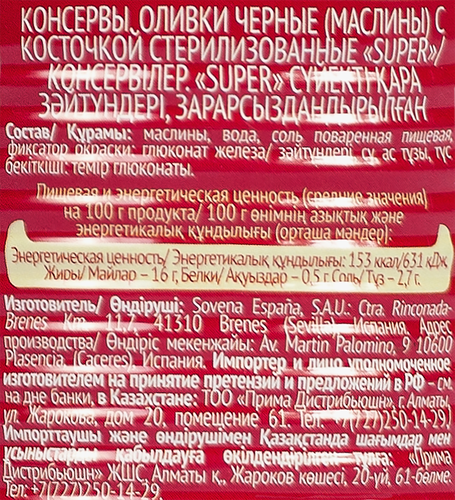 КОНСЕРВЫ. ОЛИВКИ ЧЕРНЫЕ (МАСЛИНЫ) С
КОСТОЧКОЙ СТЕРИЛИЗОВАННЫЕ «SUPER»/
КОНСЕРВІЛЕР. «SUPER» СҮЙЕКТІ ҚАРА
ЗӘЙТҮНДЕРІ, ЗАРАРСЫЗДАНДЫРЫЛҒАН
Состав/ Құрамы: маслины, вода, соль поваренная пищевая,
фиксатор окраски: глюконат железа/ зәйтүндері, су, ас тұзы, түс
бекіткіші: темір глюконаты.
Пищевая и энергетическая ценность (средние значения)
на 100 г продукта/ 100 г өнімнің азықтық және
энергетикалық құндылығы (орташа мәндер):
Энергетическая ценность/ Энергетикалық құндылығы: 153 ккал/631 кДж
Жиры/ Майлар – 16 г, Белки/ Ақуыздар – 0,5 г Соль/ Тұз – 2,7 г.
Изготовитель/ Өндіруші: Sovena España, S.A.U.: Ctra. Rinconada-
Brenes Km. 11,7, 41310 Brenes (Sevilla), Испания. Адрес
производства/ Өндіріс мекенжайы: Av. Martin Palomino, 9 10600
Plasencia, (Caceres), Испания. Импортер и лицо уполномоченное
изготовителем на принятие претензий и предложений в РФ – см.
на дне банки, в Казахстане: ТОО «Прима Дистрибьюшн», г. Алматы,
ул. Жарокова, дом 20, помещение 61. Тел: +7(727)250-14-29.)
Импорттаушы және өндірушімен Қазақстанда шағымдар мен
ұсыныстарды қабылдауға өкілдендірілген тұлға: «Прима
Дистрибьюшн» ЖШС, Алматы қ., Жароков көшесі, 20-үй, 61-бөлме.
Тел: +7(727)250-14-29.